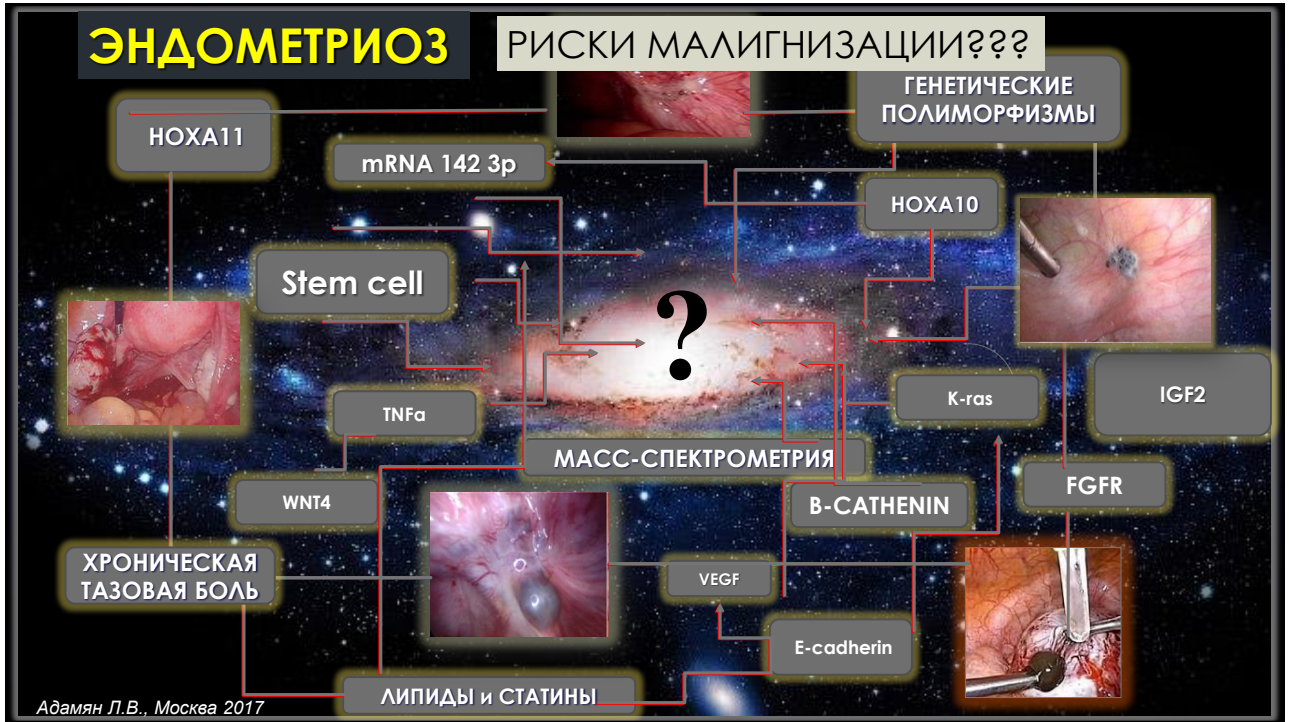 ЭНДОМЕТРИОЗ
РИСКИ МАЛИГНИЗАЦИИ???
ГЕНЕТИЧЕСКИЕ
ПОЛИМОРФИЗМЫ
HOXA11
mRNA 142 3p
HOXA10
Stem cell
?
TNFa
K-ras
IGF2
МАСС-СПЕКТРОМЕТРИЯ
WNT4
B-CATHENIN
FGFR
ХРОНИЧЕСКАЯ
ТАЗОВАЯ БОЛЬ
VEGF
E-cadherin
ЛИПИДЫ и СТАТИНЫ
Адамян Л.В., Москва 2017